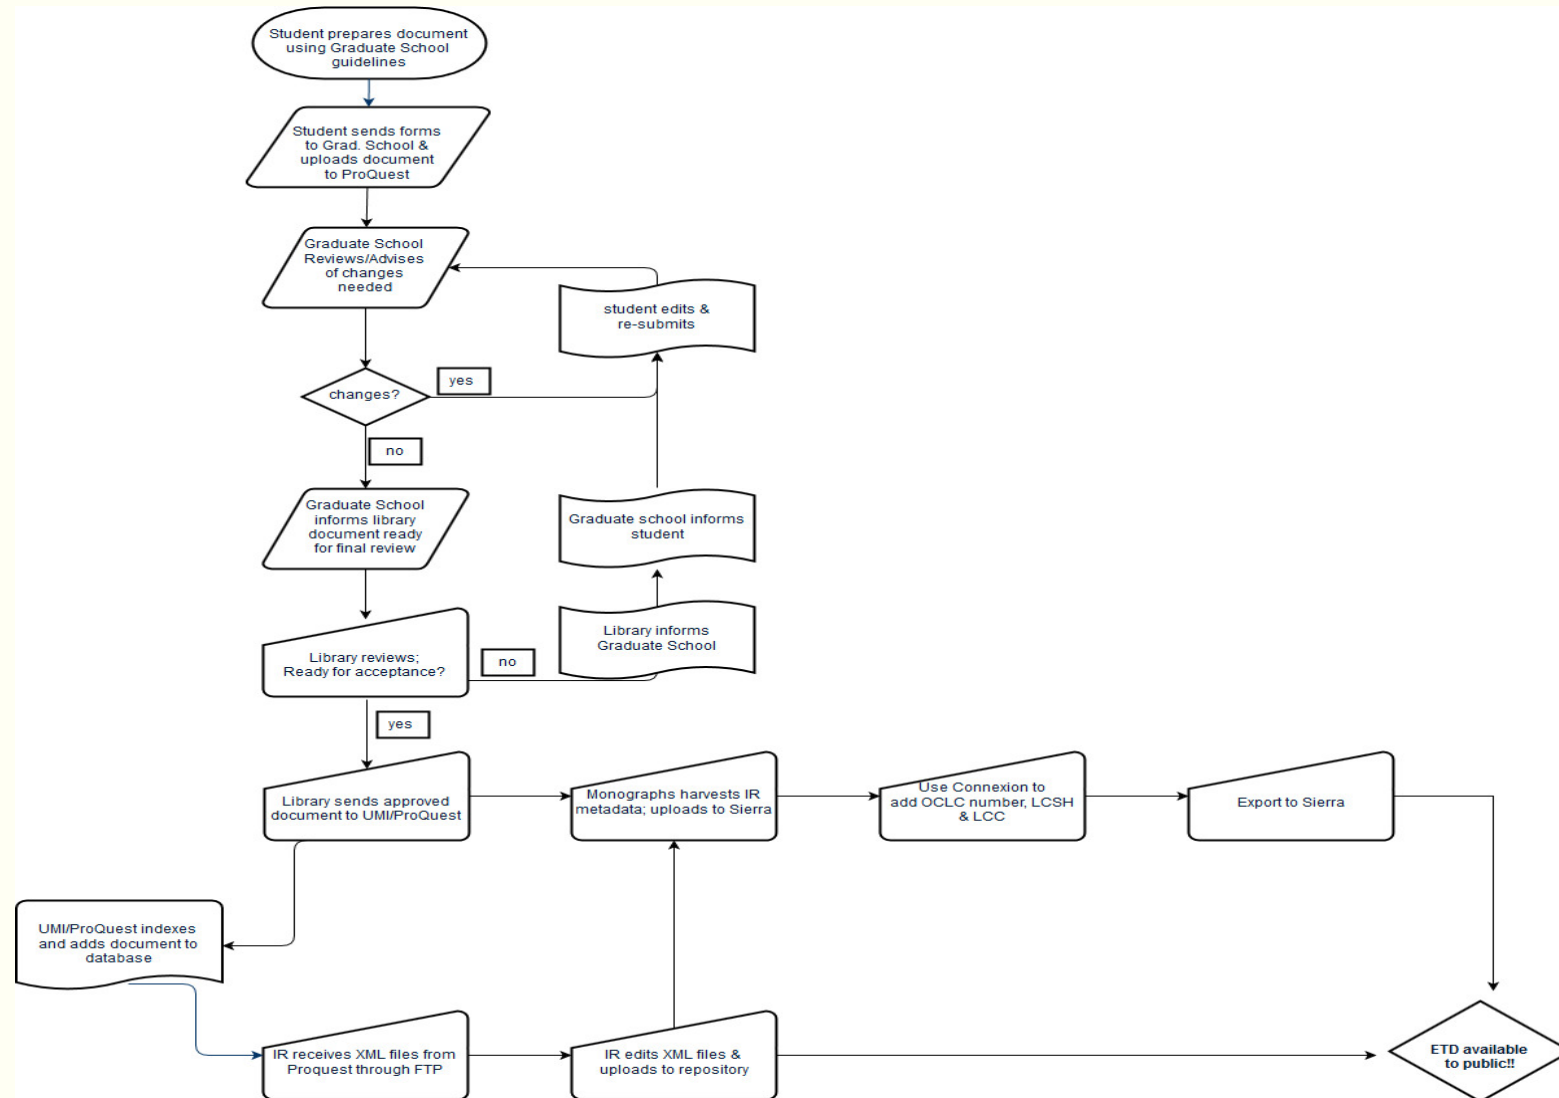 Student prepares document
using Graduate School
guidelines
Student sends forms
to Grad. School &
uploads document
to ProQuest
Graduate School
Reviews/Advises
of changes
needed
student edits &
re-submits
changes?
yes
no
Graduate School
informs library
document ready
for final review
Graduate school informs
student
Library informs
Graduate School
Library reviews;
Ready for acceptance?
no
yes
Library sends approved
document to UMI/ProQuest
Monographs harvests IR
metadata; uploads to Sierra
Use Connexion to
add OCLC number, LCSH
& LCC
Export to Sierra
UMI/ProQuest indexes
and adds document to
database
IR receives XML files from
Proquest through FTP
IR edits XML files &
uploads to repository
ETD available
to public!!